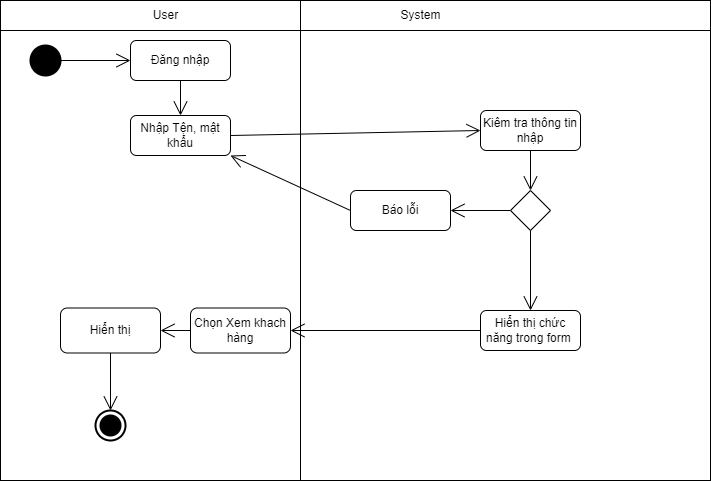 User
System
Đăng nhập
Nhập Tên, mật
khẩu
Kiêm tra thông tin
nhập
Báo lỗi
Hiển thị
Chọn Xem khach
hàng
Hiển thị chức
năng trong form